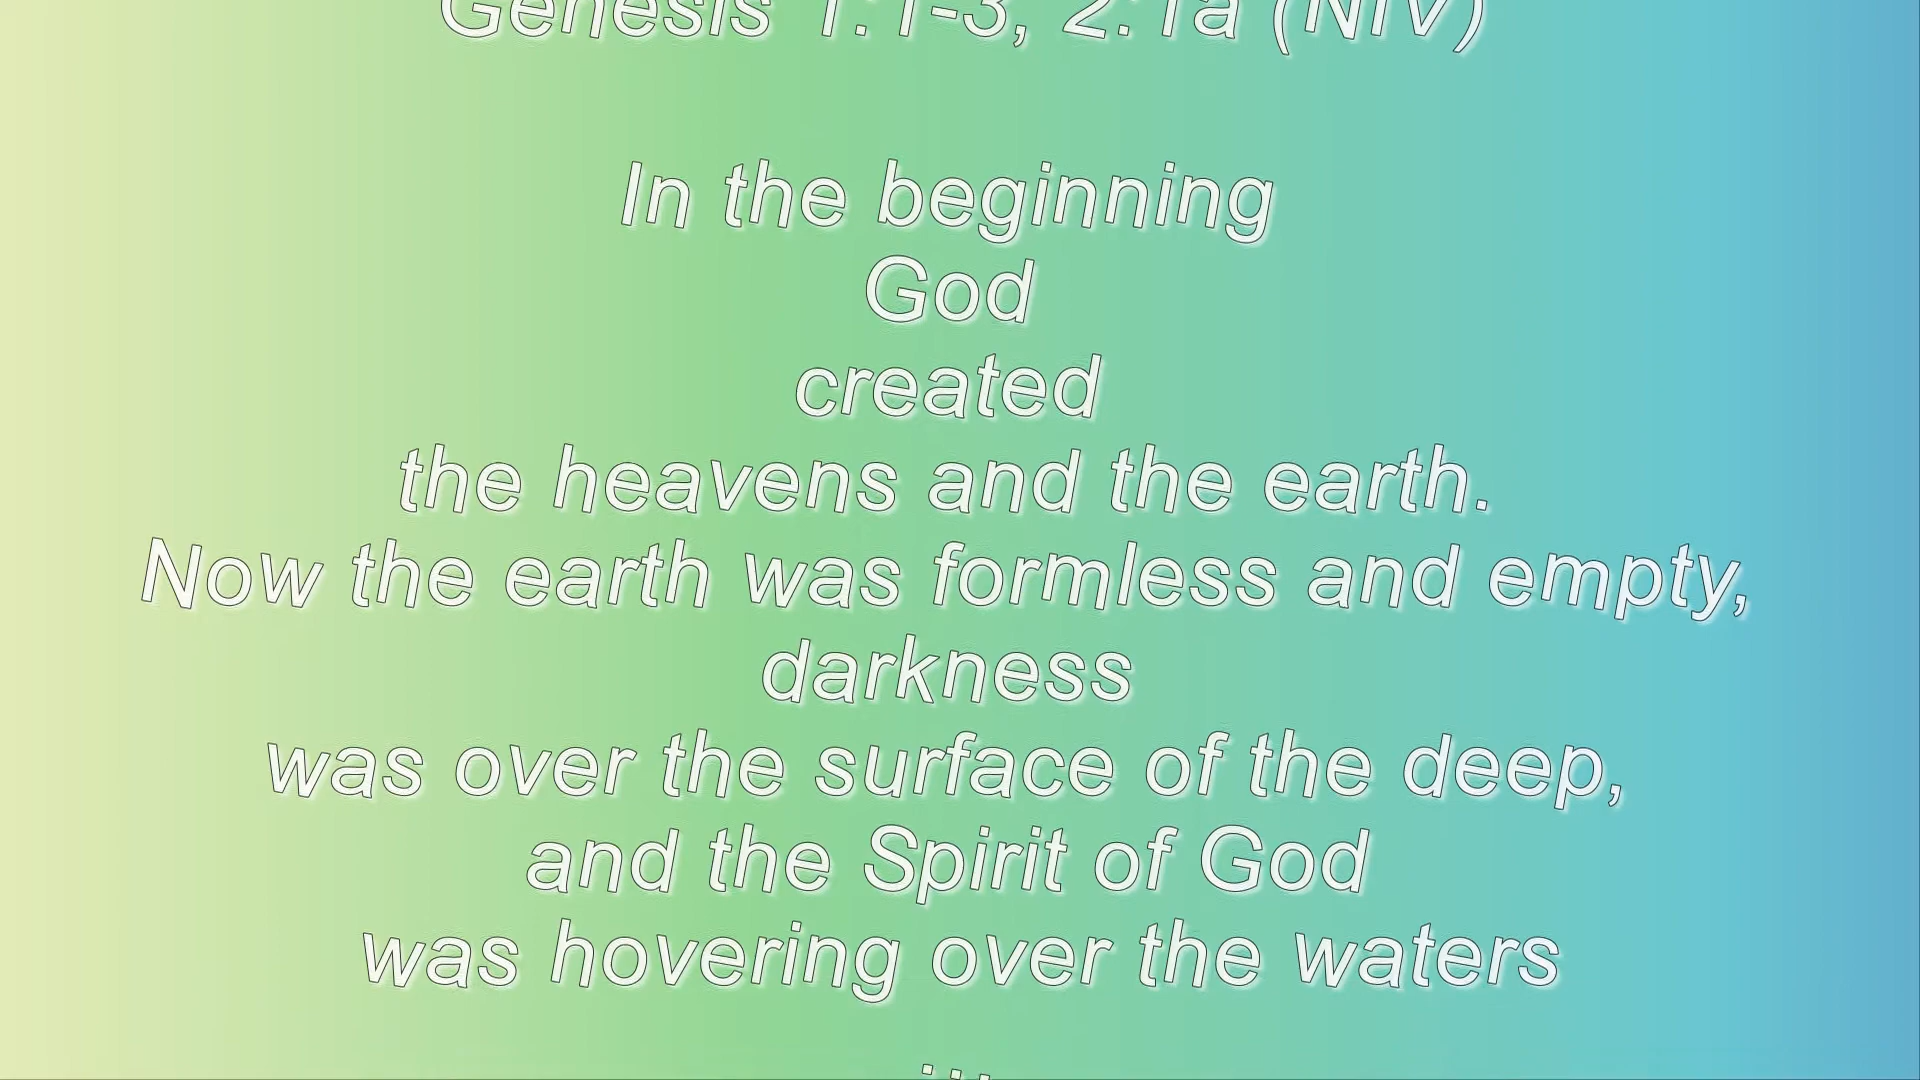 Genesis 1:1-3, 2:1a (NIV)
In the beginning
God
created
the heavens and the earth.
Now the earth was formless and empty,
darkness
was over the surface of the deep,
and the Spirit of God
was hovering over the waters